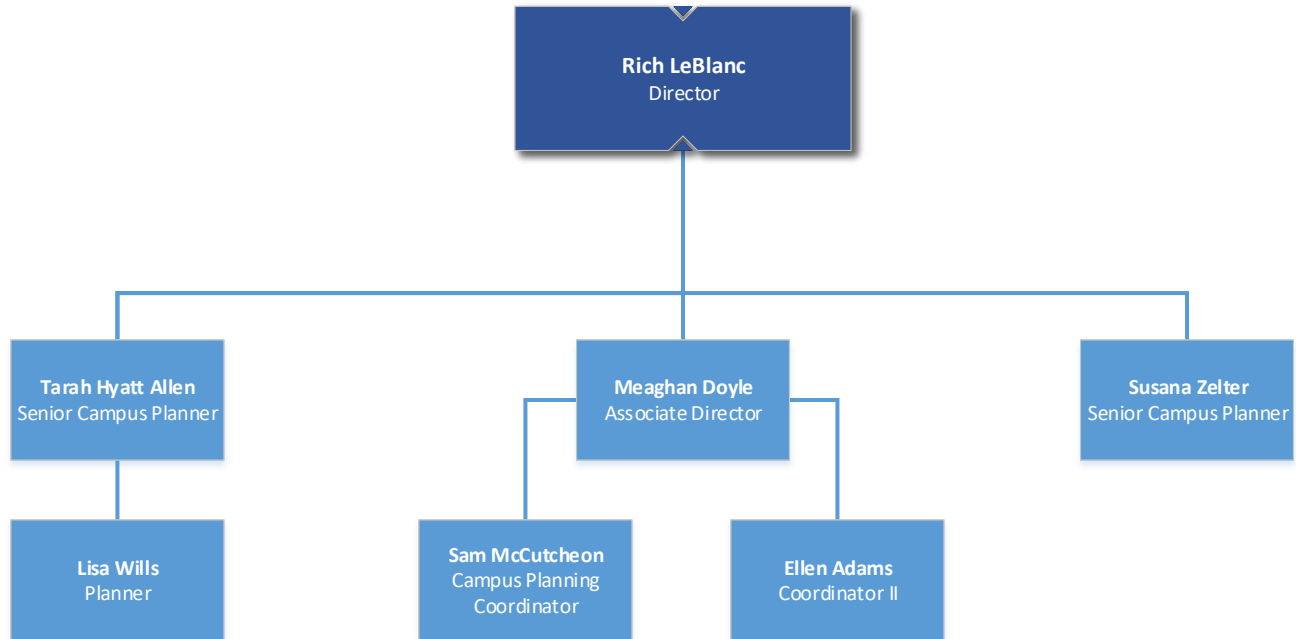 Rich LeBlanc
Director
Tarah Hyatt Allen
Senior Campus Planner
Meaghan Doyle
Associate Director
Susana Zelter
Senior Campus Planner
Lisa Wills
Planner
Sam McCutcheon
Campus Planning
Coordinator
Ellen Adams
Coordinator II